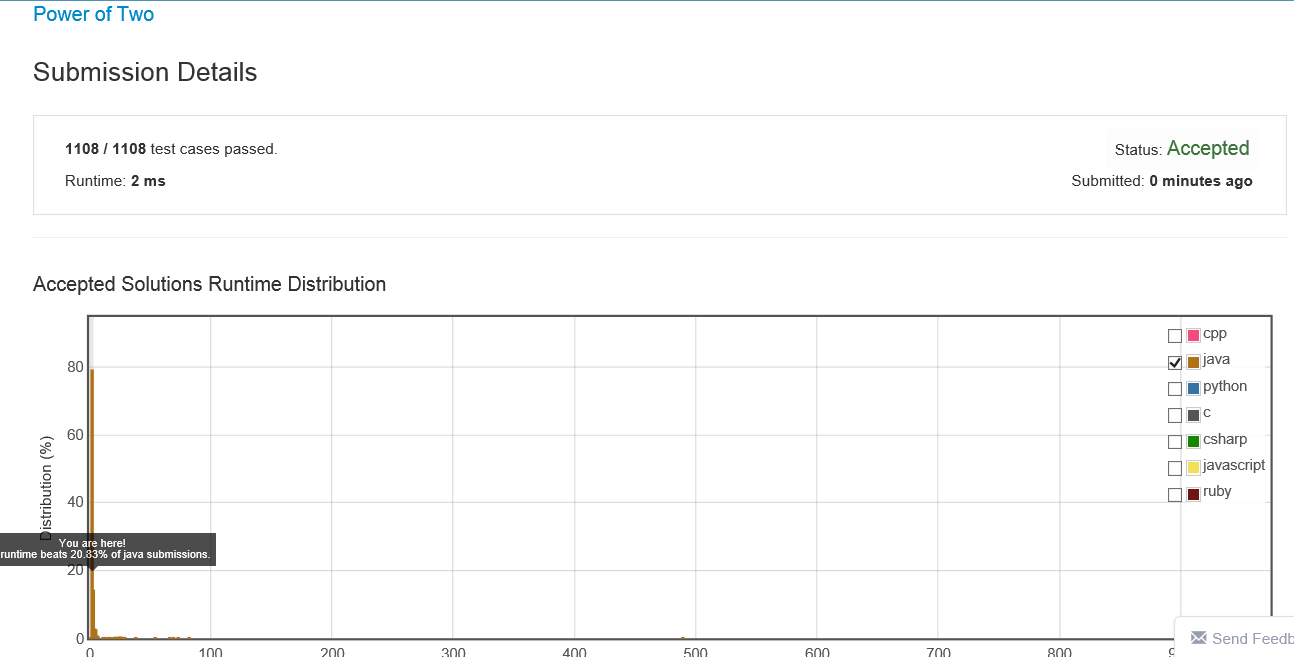 Power of Two
Submission Details
1108 / 1108 test cases passed.
Status: Accepted
Runtime: 2 ms
Submitted: 0 minutes ago
Accepted Solutions Runtime Distribution
Distribution (%)
80
60
40
20
0
You are here!
runtime beats 20.83% of java submissions.
cpp
java
python
c
csharp
javascript
ruby
0
100
200
300
400
500
600
700
800
Send Feedb